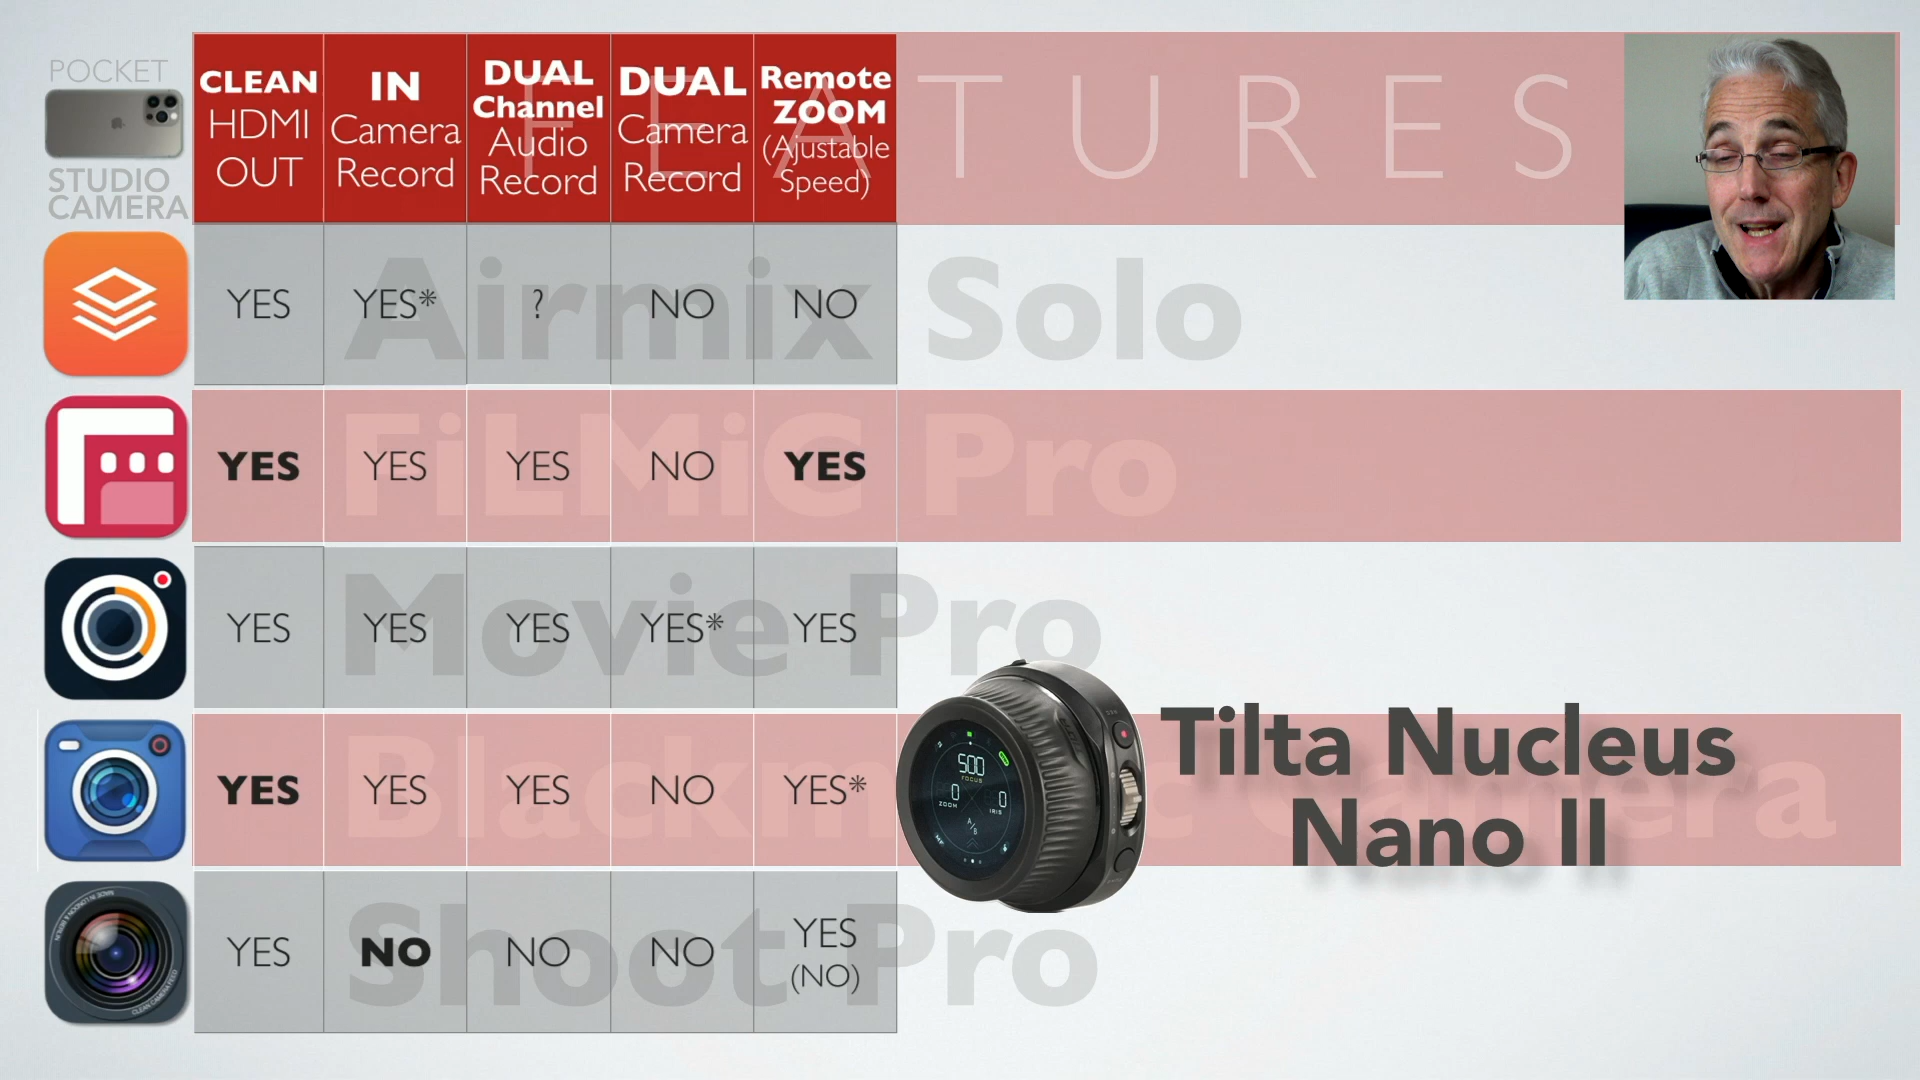 POCKET
STUDIO
CAMERA
CLEAN
HDMI
OUT
IN
Camera
Record
DUAL
Channel
Audio
Record
DUAL
Camera
Record
Remote
ZOOM
(Ajustable
Speed)
FEATURES
YES YES* ? NO NO
Airmix Solo
YES YES YES NO YES
FiLMiC Pro
YES YES YES YES* YES
Movie Pro
YES YES YES NO YES*
Blackmagic Camera
500
FOCUS
0
ZOOM
0
IRIS
A/B
Tilta Nucleus
Nano II
YES NO NO NO YES
(NO)
Shoot Pro